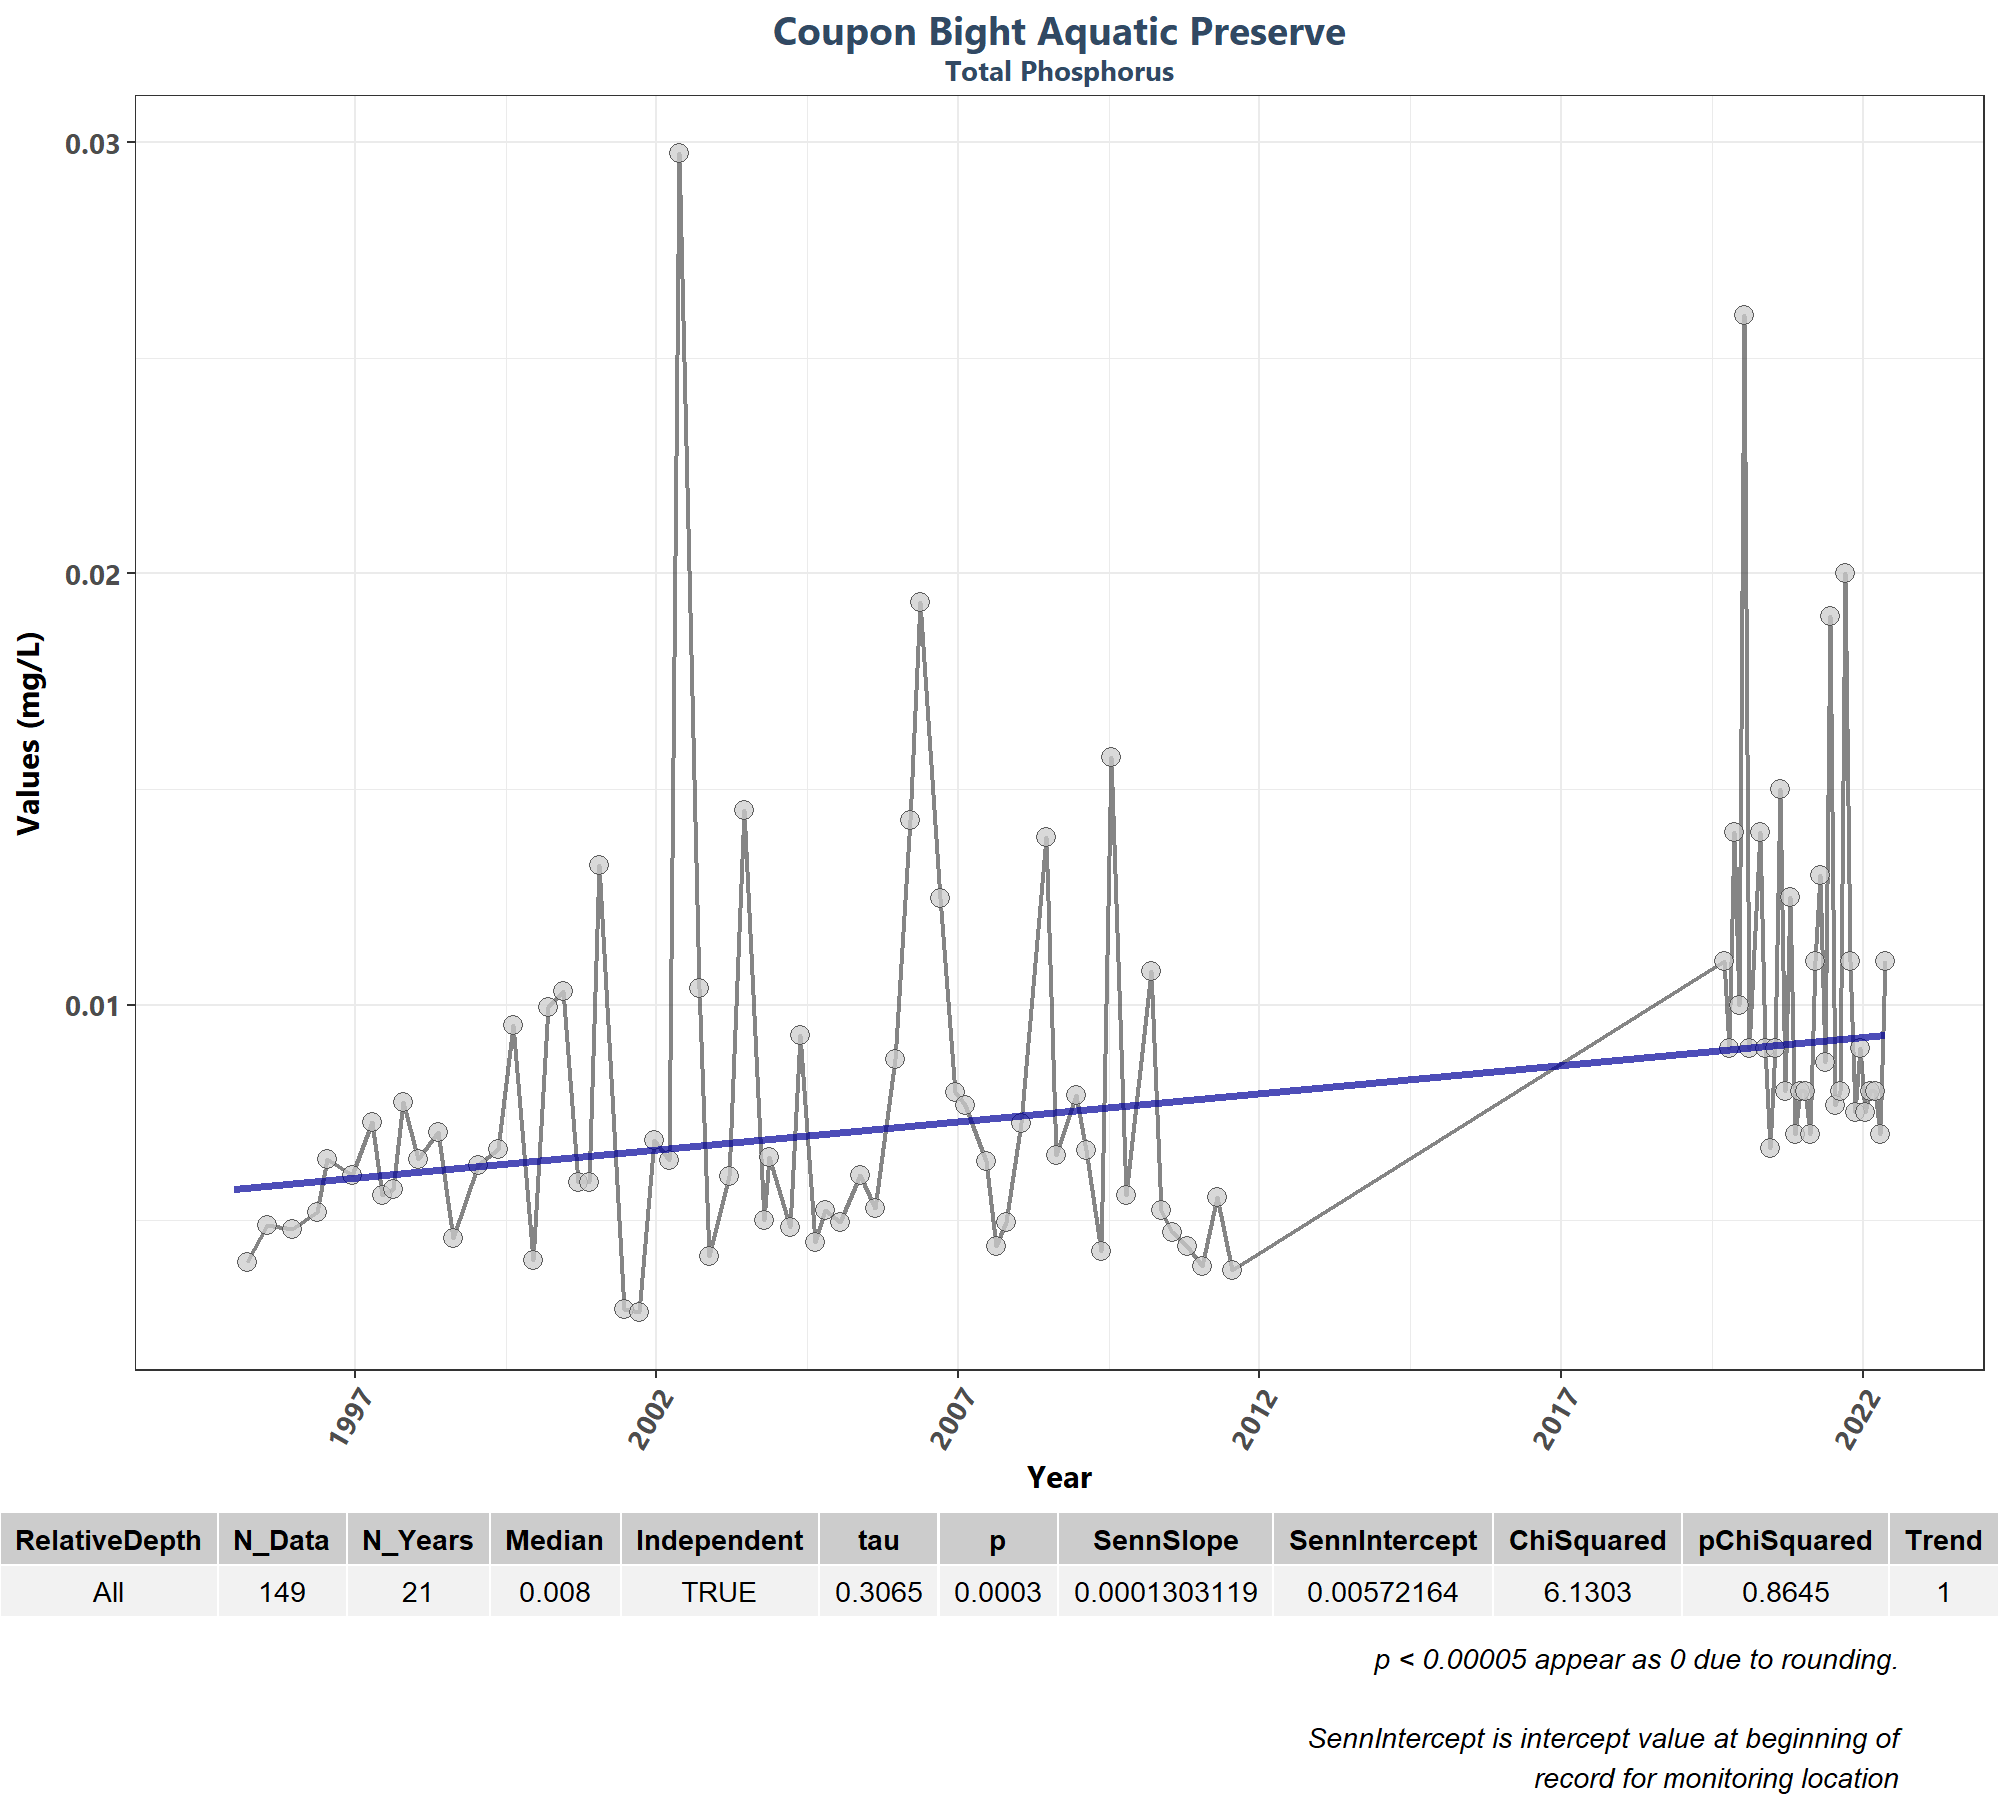 Coupon Bight Aquatic Preserve
Total Phosphorus
Values (mg/L)
0.03
0.02
0.01
1997 2002 2007 2012 2017 2022
Year
RelativeDepth N_Data N_Years Median Independent tau p SennSlope SennIntercept ChiSquared pChiSquared Trend
All 149 21 0.008 TRUE 0.3065 0.0003 0.0001303119 0.00572164 6.1303 0.8645 1
p < 0.00005 appear as 0 due to rounding.
SennIntercept is intercept value at beginning of
record for monitoring location